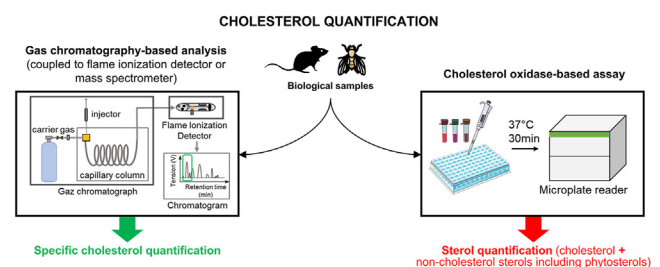 CHOLESTEROL QUANTIFICATION
Gas chromatography-based analysis
(coupled to flame ionization detector or
mass spectrometer)
Biological samples
Cholesterol oxidase-based assay
injector
carrier gas
capillary column
Gaz chromatograph
Flame Ionization
Detector
Tension (V)
Retention time
(min)
Chromatogram
37°C
30min
Microplate reader
Specific cholesterol quantification
Sterol quantification (cholesterol +
non-cholesterol sterols including phytosterols)